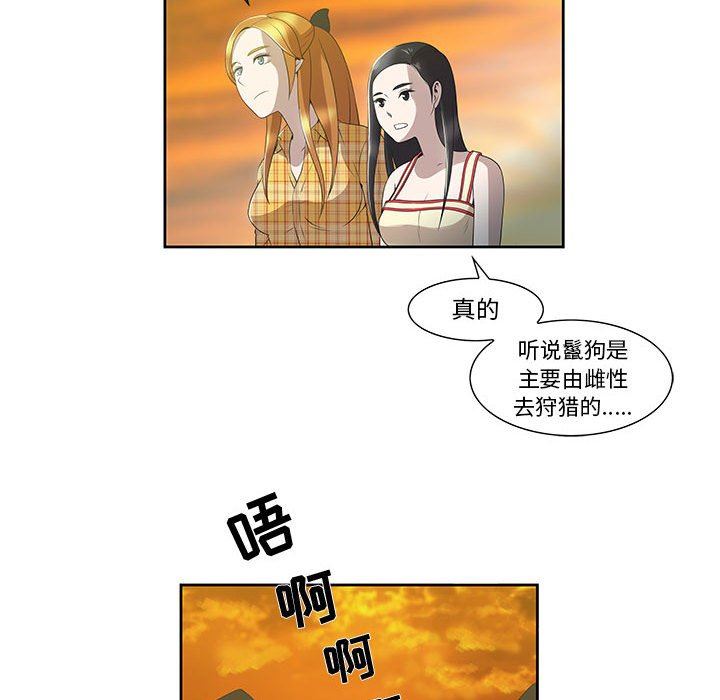 真的
听说鬣狗是
主要由雌性
去狩猎的.....
唔
啊
啊